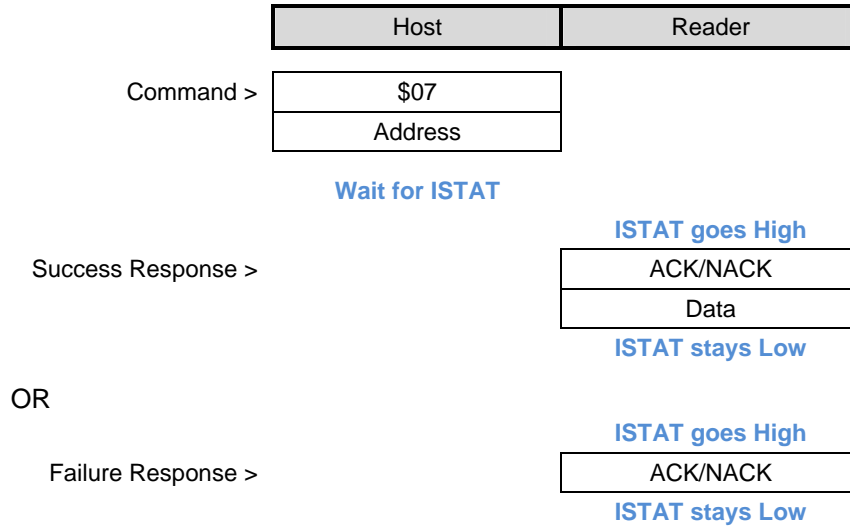 Host Reader
Command > $07
Address
Wait for ISTAT
ISTAT goes High
Success Response > ACK/NACK
Data
ISTAT stays Low
OR
ISTAT goes High
Failure Response > ACK/NACK
ISTAT stays Low